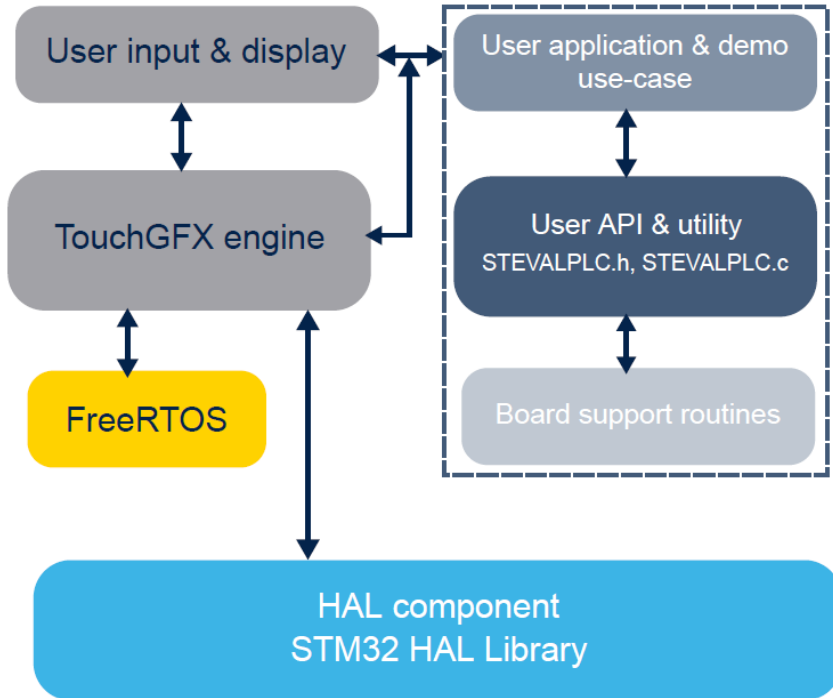 User input & display
User application & demo
use-case
TouchGFX engine
User API & utility
STEVALPLC.h, STEVALPLC.c
FreeRTOS
Board support routines
HAL component
STM32 HAL Library